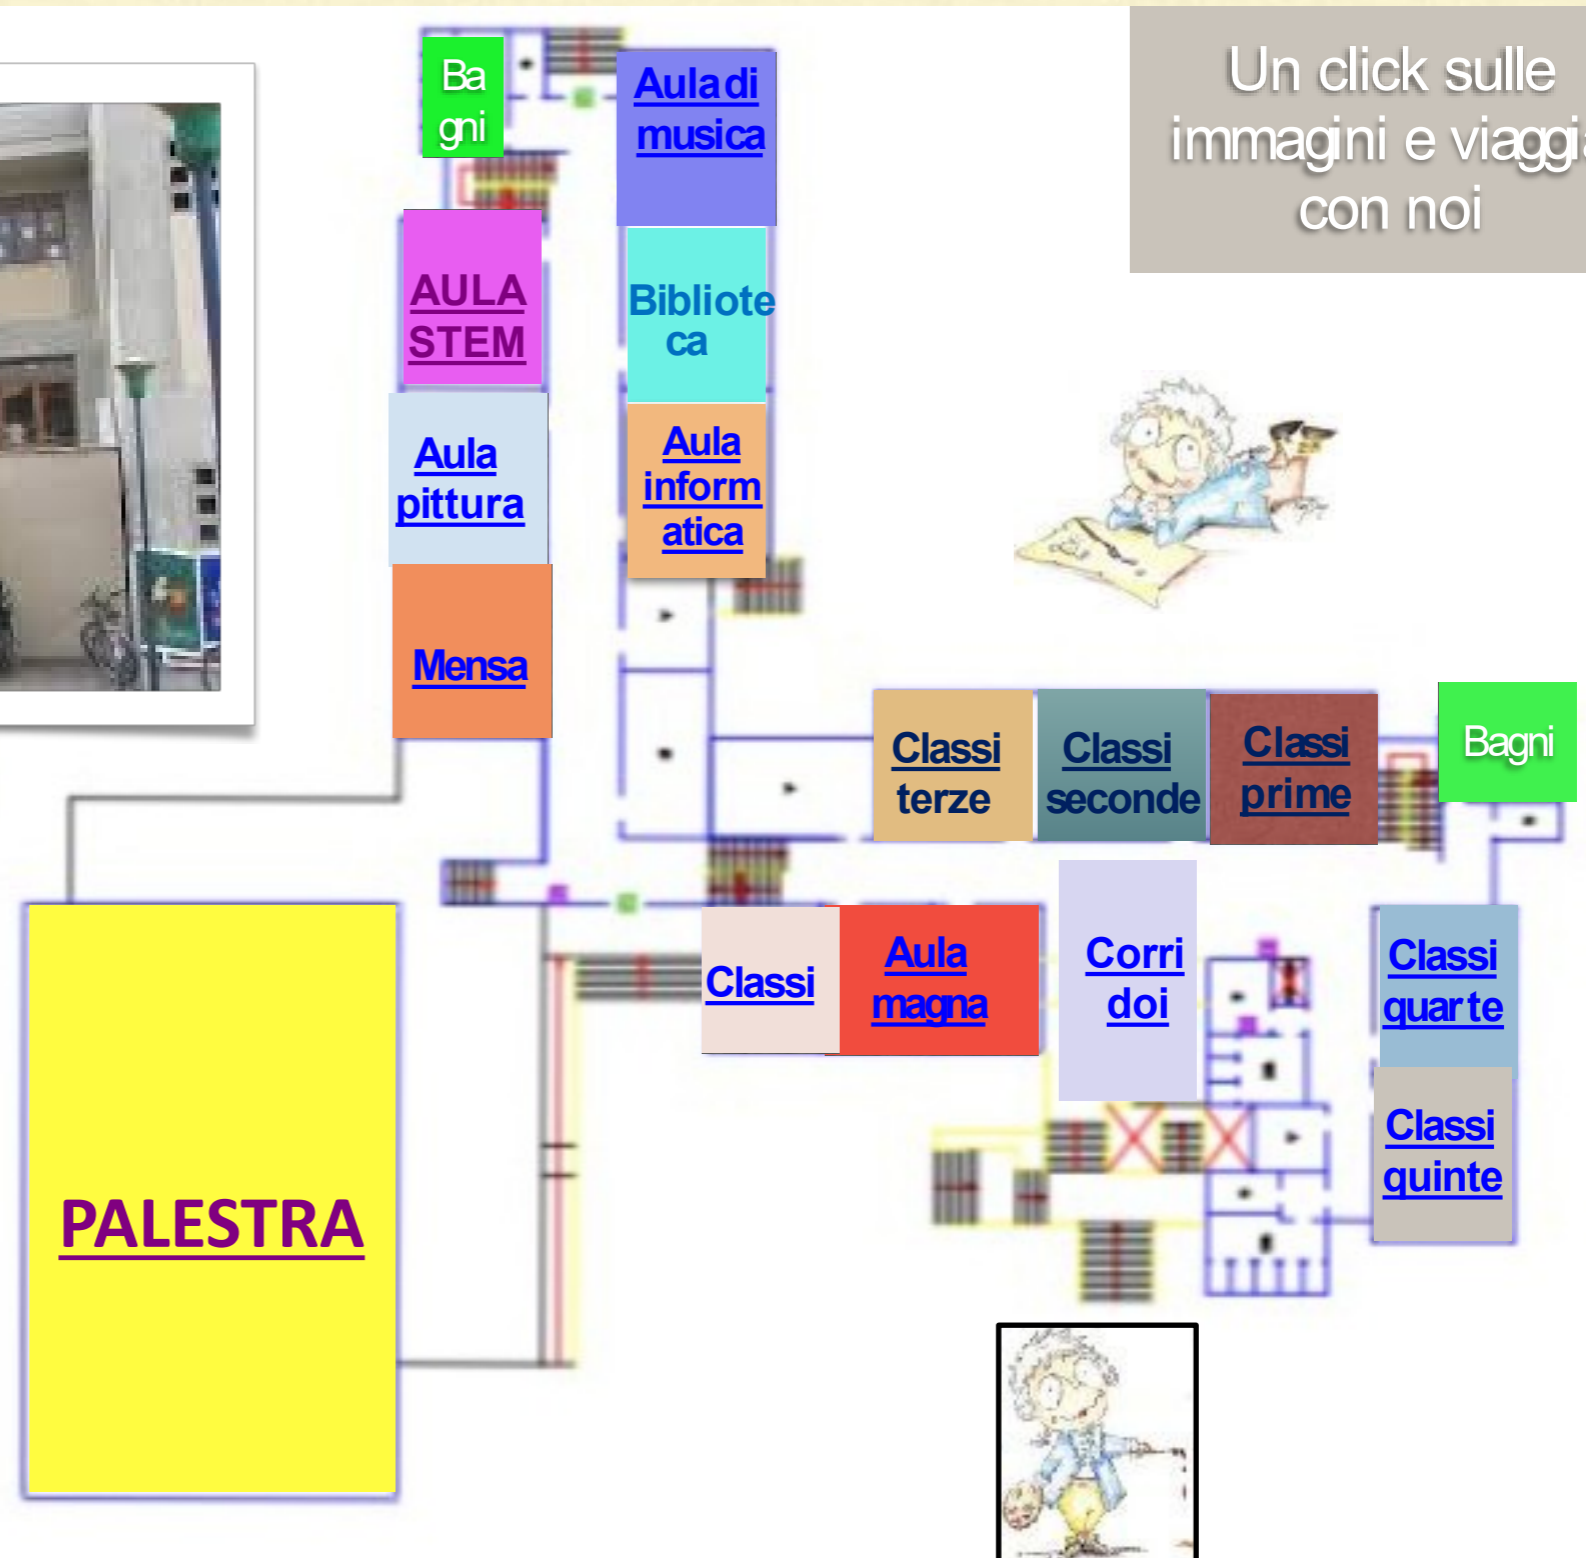 Un click sulle
immagini e viaggia
con noi
Ba
gni
Aula di
musica
AULA
STEM
Bibliote
ca
Aula
pittura
Aula
inform
atica
Mensa
Classi
terze
Classi
seconde
Classi
prime
Bagni
Classi
Aula
magna
Corri
doi
Classi
quarte
Classi
quinte
PALESTRA